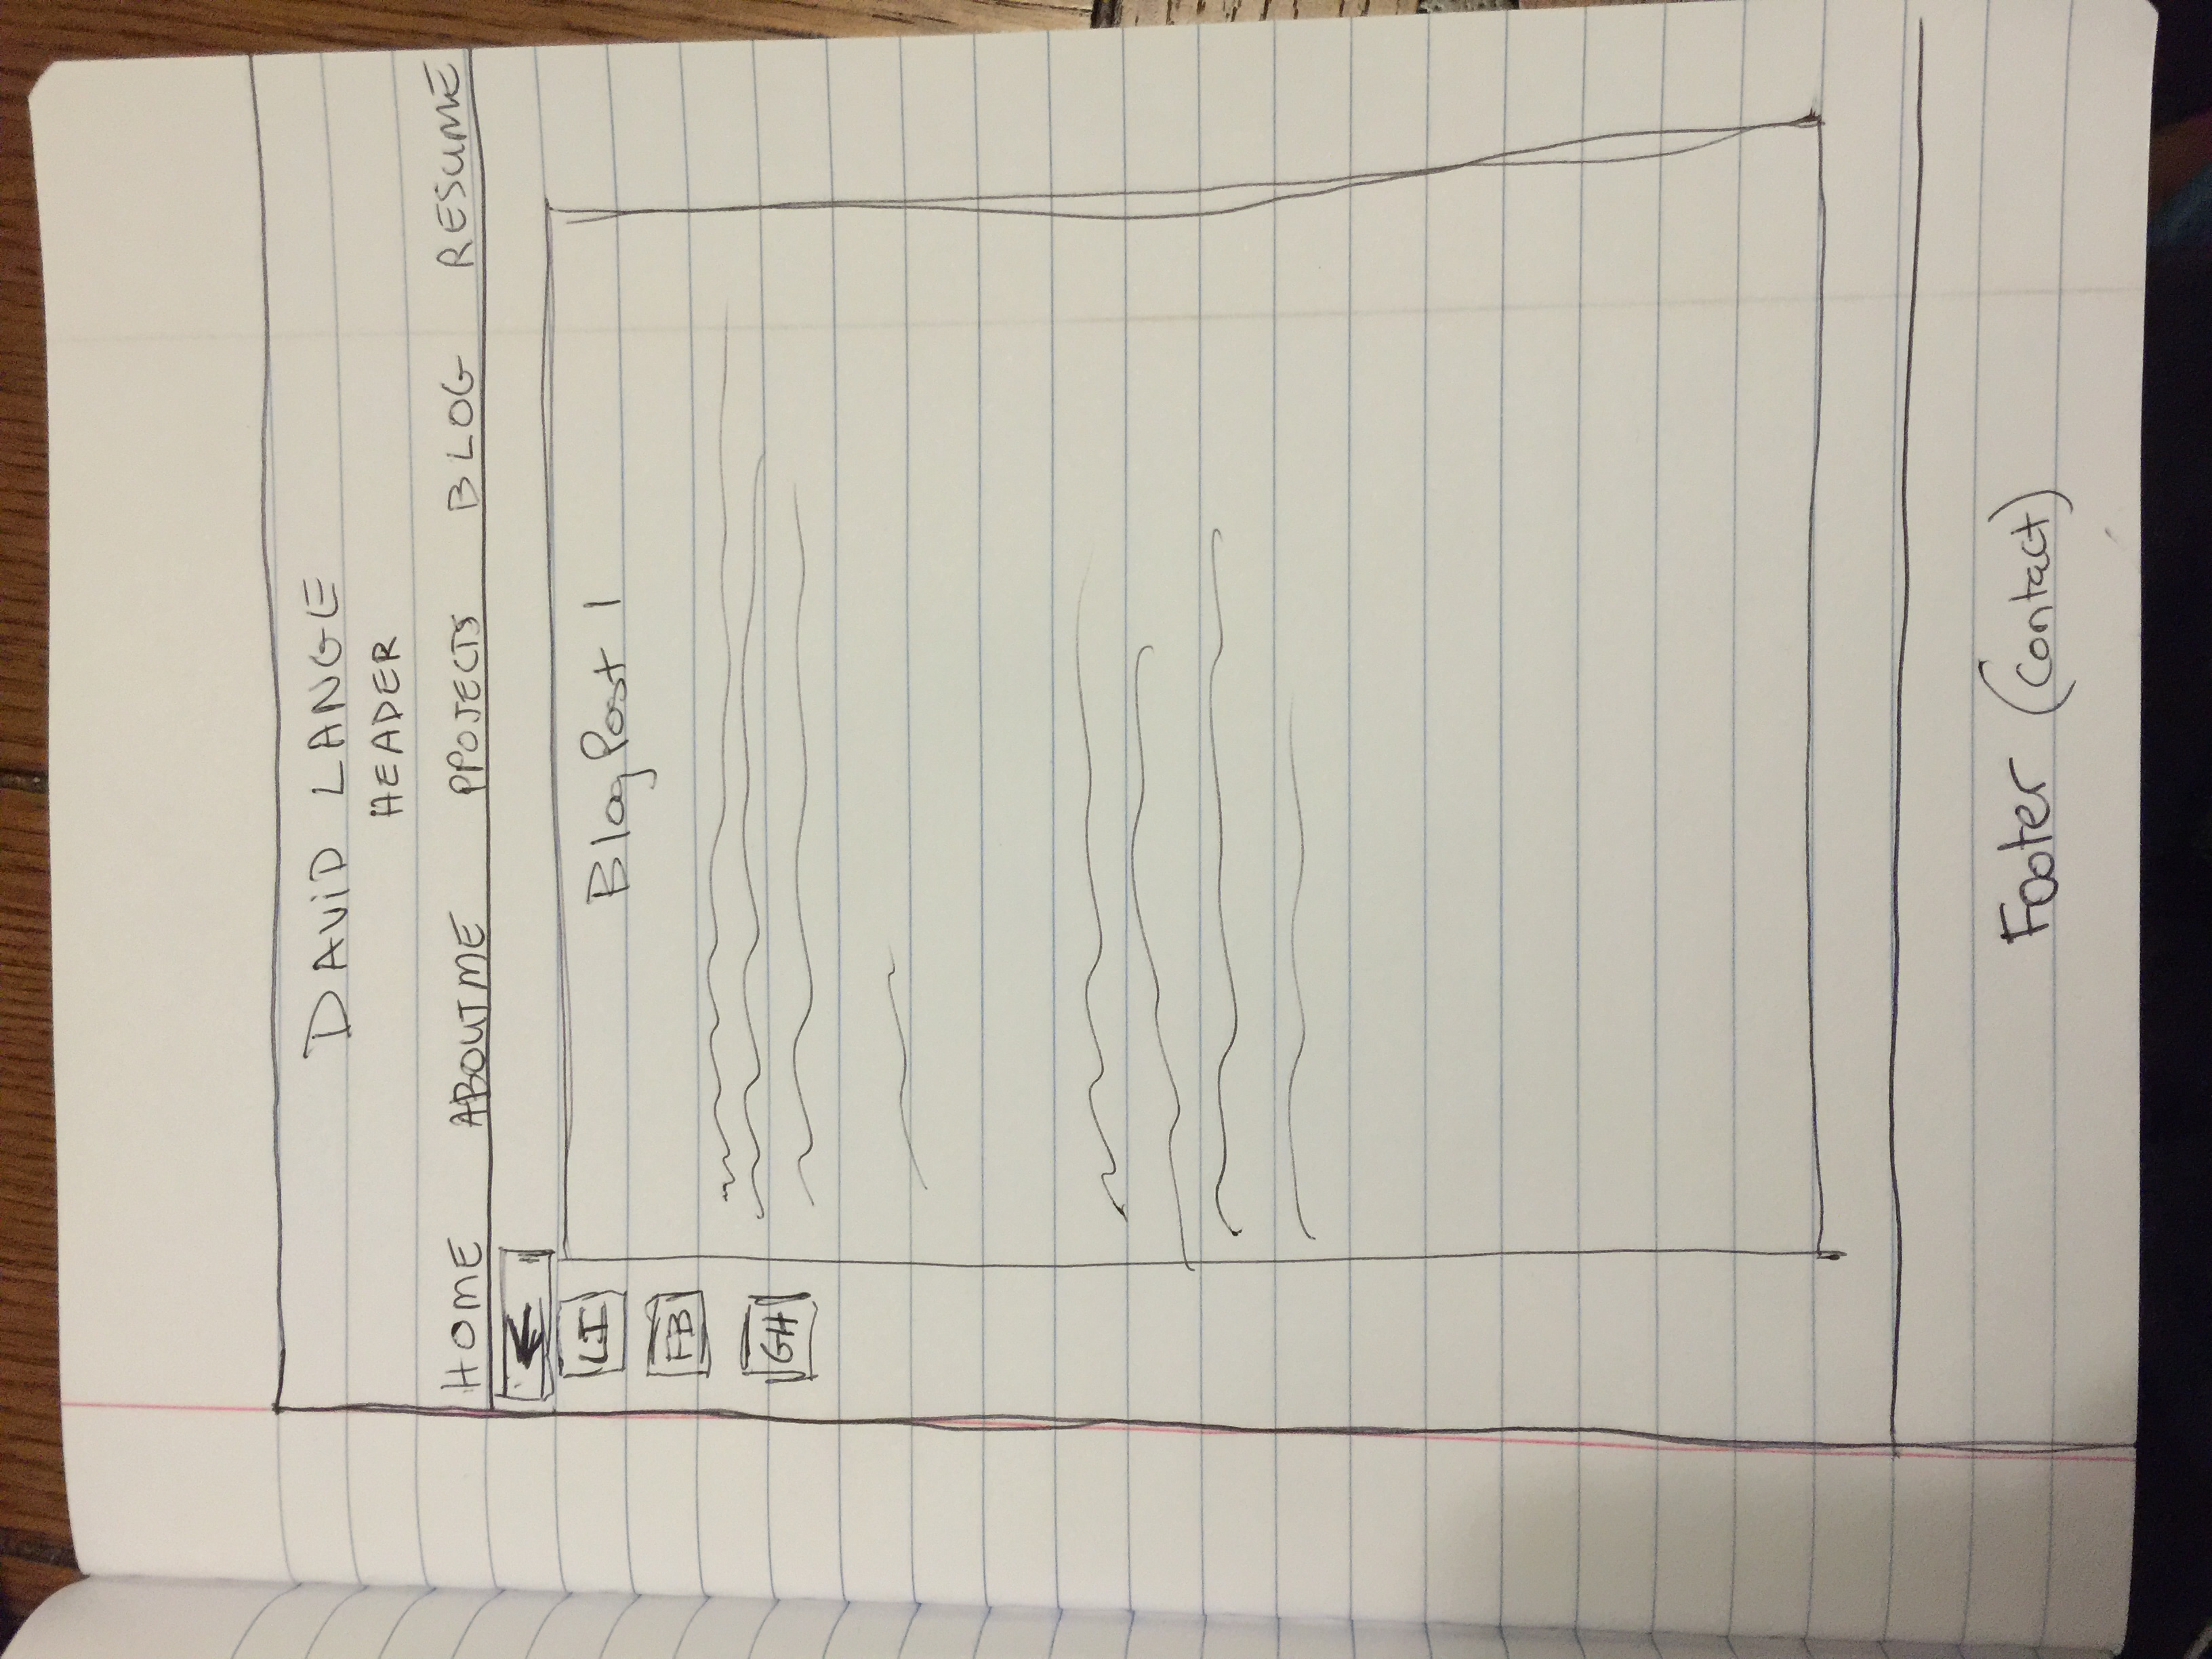 DAViD LANGE
HEADER
HOME ABOUTME PPOJECTS BLOG RESUME
LI
FB
GH
Blog Post 1
Footer (contact)